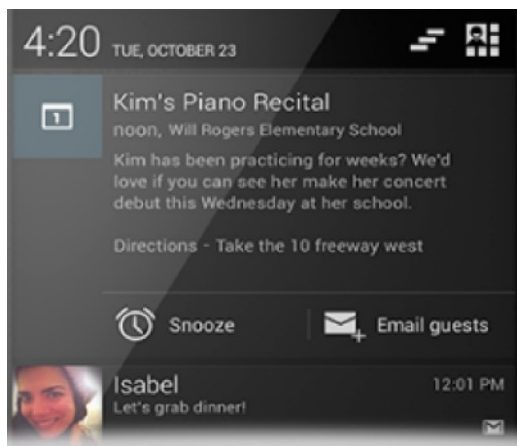 4:20 TUE, OCTOBER 23
1
Kim's Piano Recital
noon, Will Rogers Elementary School
Kim has been practicing for weeks? We'd
love if you can see her make her concert
debut this Wednesday at her school.
Directions - Take the 10 freeway west
Snooze Email guests
Isabel 12:01 PM
Let's grab dinner!